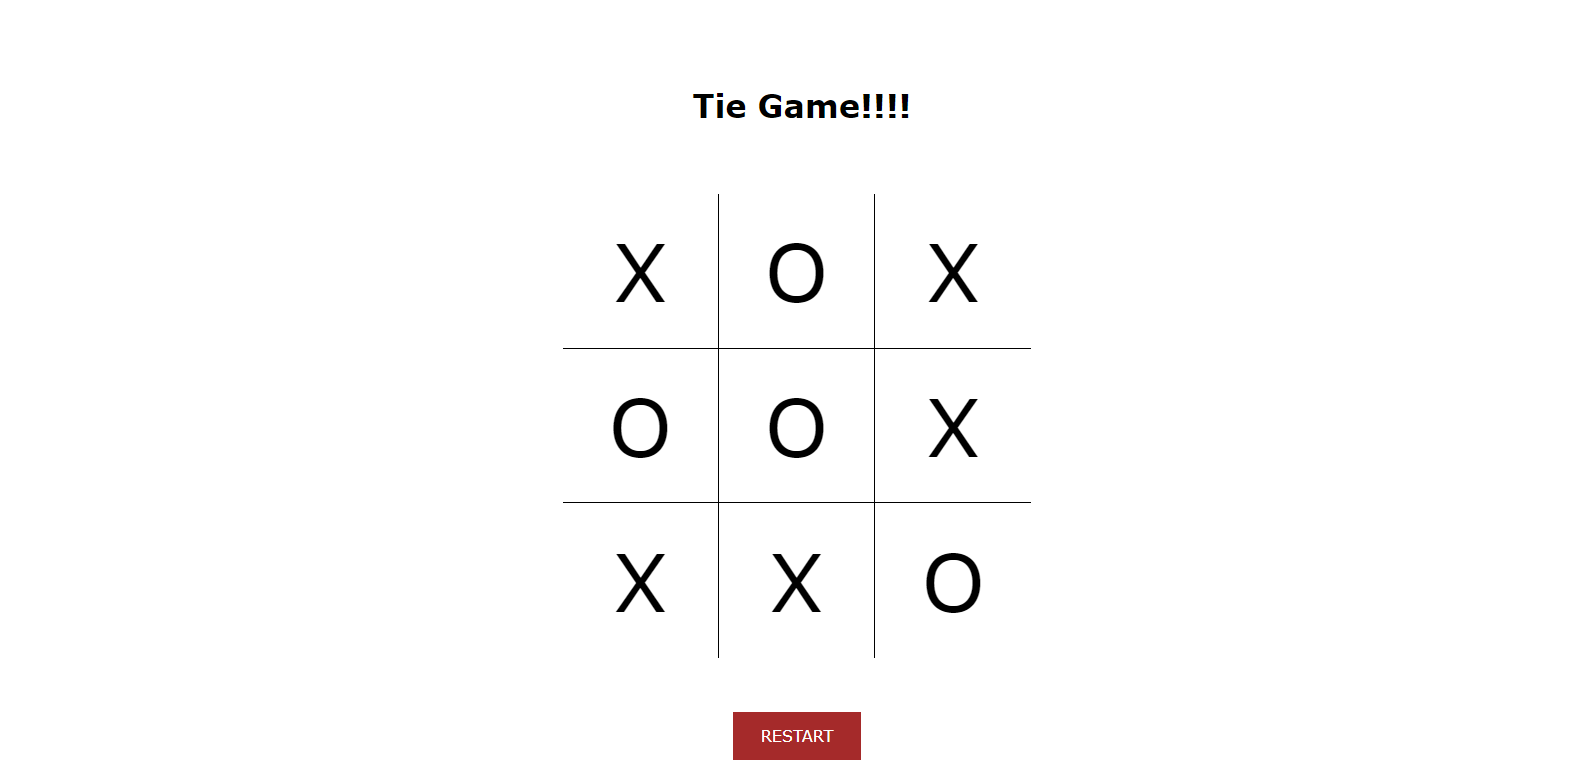 Tie Game!!!!
X O X
O O X
X X O
RESTART